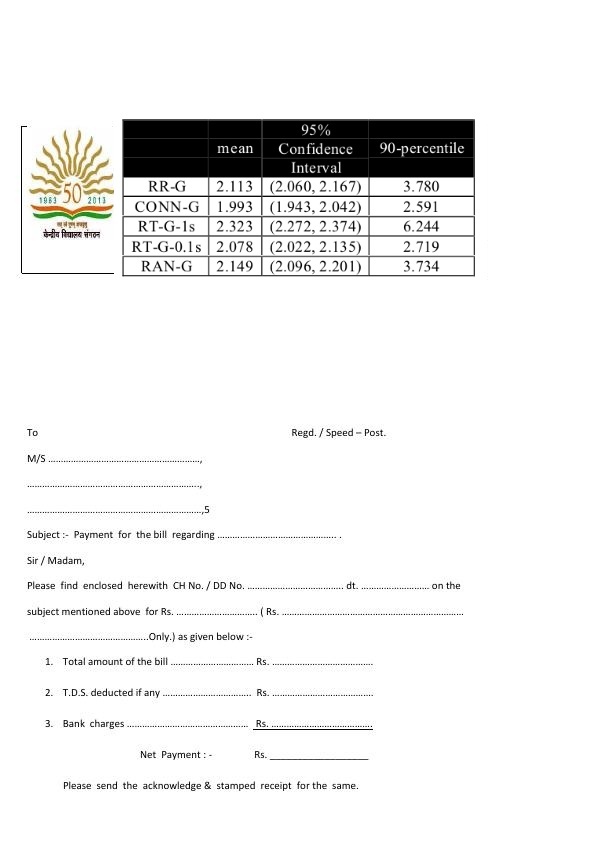 50
1963 2013
केन्द्रीय विद्यालय संगठन
mean 95% Confidence Interval 90-percentile
RR-G 2.113 (2.060, 2.167) 3.780
CONN-G 1.993 (1.943, 2.042) 2.591
RT-G-1s 2.323 (2.272, 2.374) 6.244
RT-G-0.1s 2.078 (2.022, 2.135) 2.719
RAN-G 2.149 (2.096, 2.201) 3.734
To Regd. / Speed – Post.
M/S ……………………………………………………,
…………………………………………………………..,
……………………………………………………………,5
Subject :- Payment for the bill regarding ……………………………………….. .
Sir / Madam,
Please find enclosed herewith CH No. / DD No. ……………………………….. dt. ……………………… on the
subject mentioned above for Rs. ………………………….. ( Rs. ………………………………………………………………
………………………………………..Only.) as given below :-
1. Total amount of the bill …………………………… Rs. ………………………………….
2. T.D.S. deducted if any …………………………….. Rs. ………………………………….
3. Bank charges ………………………………………… Rs. ………………………………….
Net Payment : - Rs. ___________________
Please send the acknowledge & stamped receipt for the same.